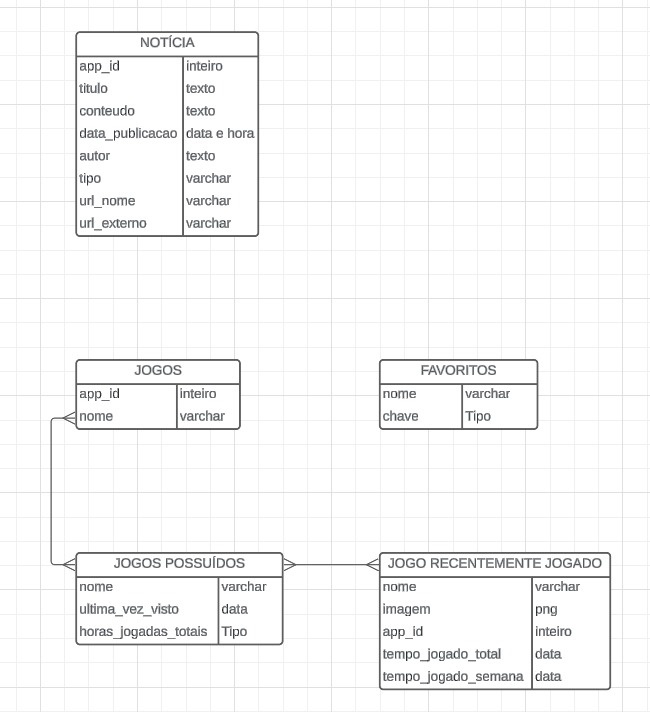 NOTÍCIA
app_id inteiro
titulo texto
conteudo texto
data_publicacao data e hora
autor texto
tipo varchar
url_nome varchar
url_externo varchar
JOGOS
app_id inteiro
nome varchar
FAVORITOS
nome varchar
chave Tipo
JOGOS POSSUÍDOS
nome varchar
ultima_vez_visto data
horas_jogadas_totais Tipo
JOGO RECENTEMENTE JOGADO
nome varchar
imagem png
app_id inteiro
tempo_jogado_total data
tempo_jogado_semana data